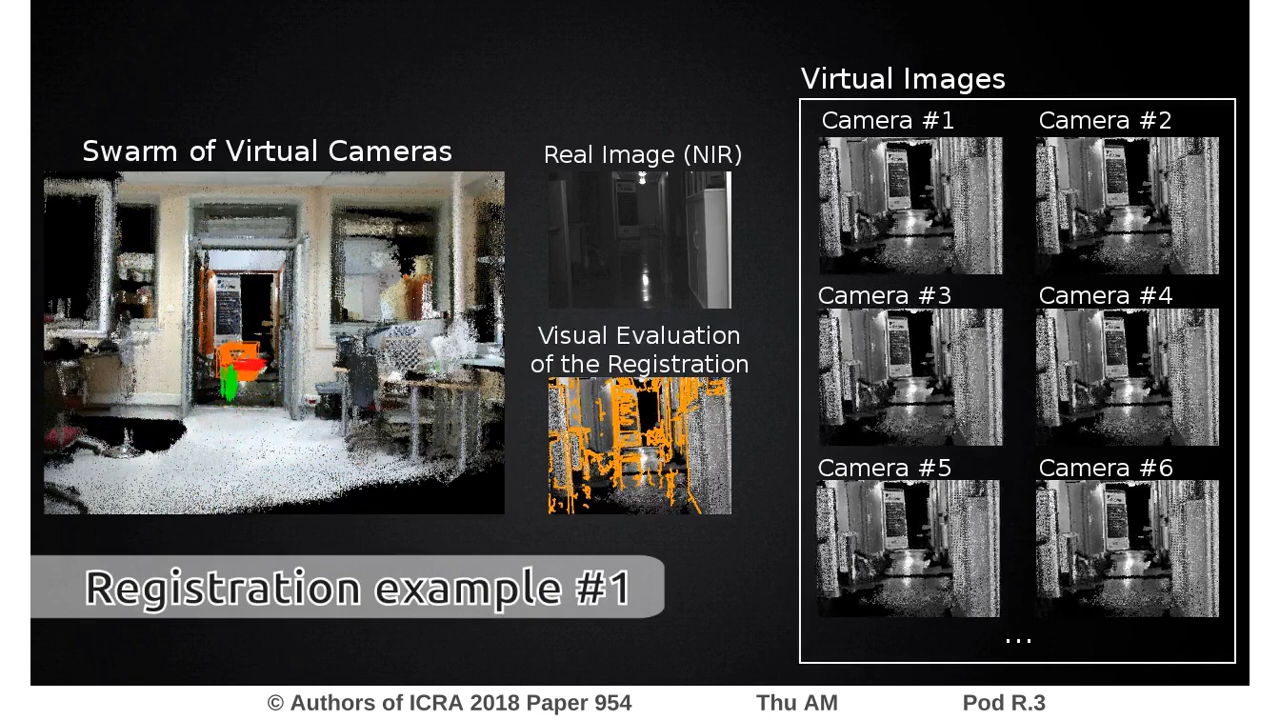 Virtual Images
Camera #1
Camera #2
Swarm of Virtual Cameras
Real Image (NIR)
Camera #3
Camera #4
Visual Evaluation
of the Registration
Camera #5
Camera #6
Registration example #1
...
© Authors of ICRA 2018 Paper 954
Thu AM
Pod R.3